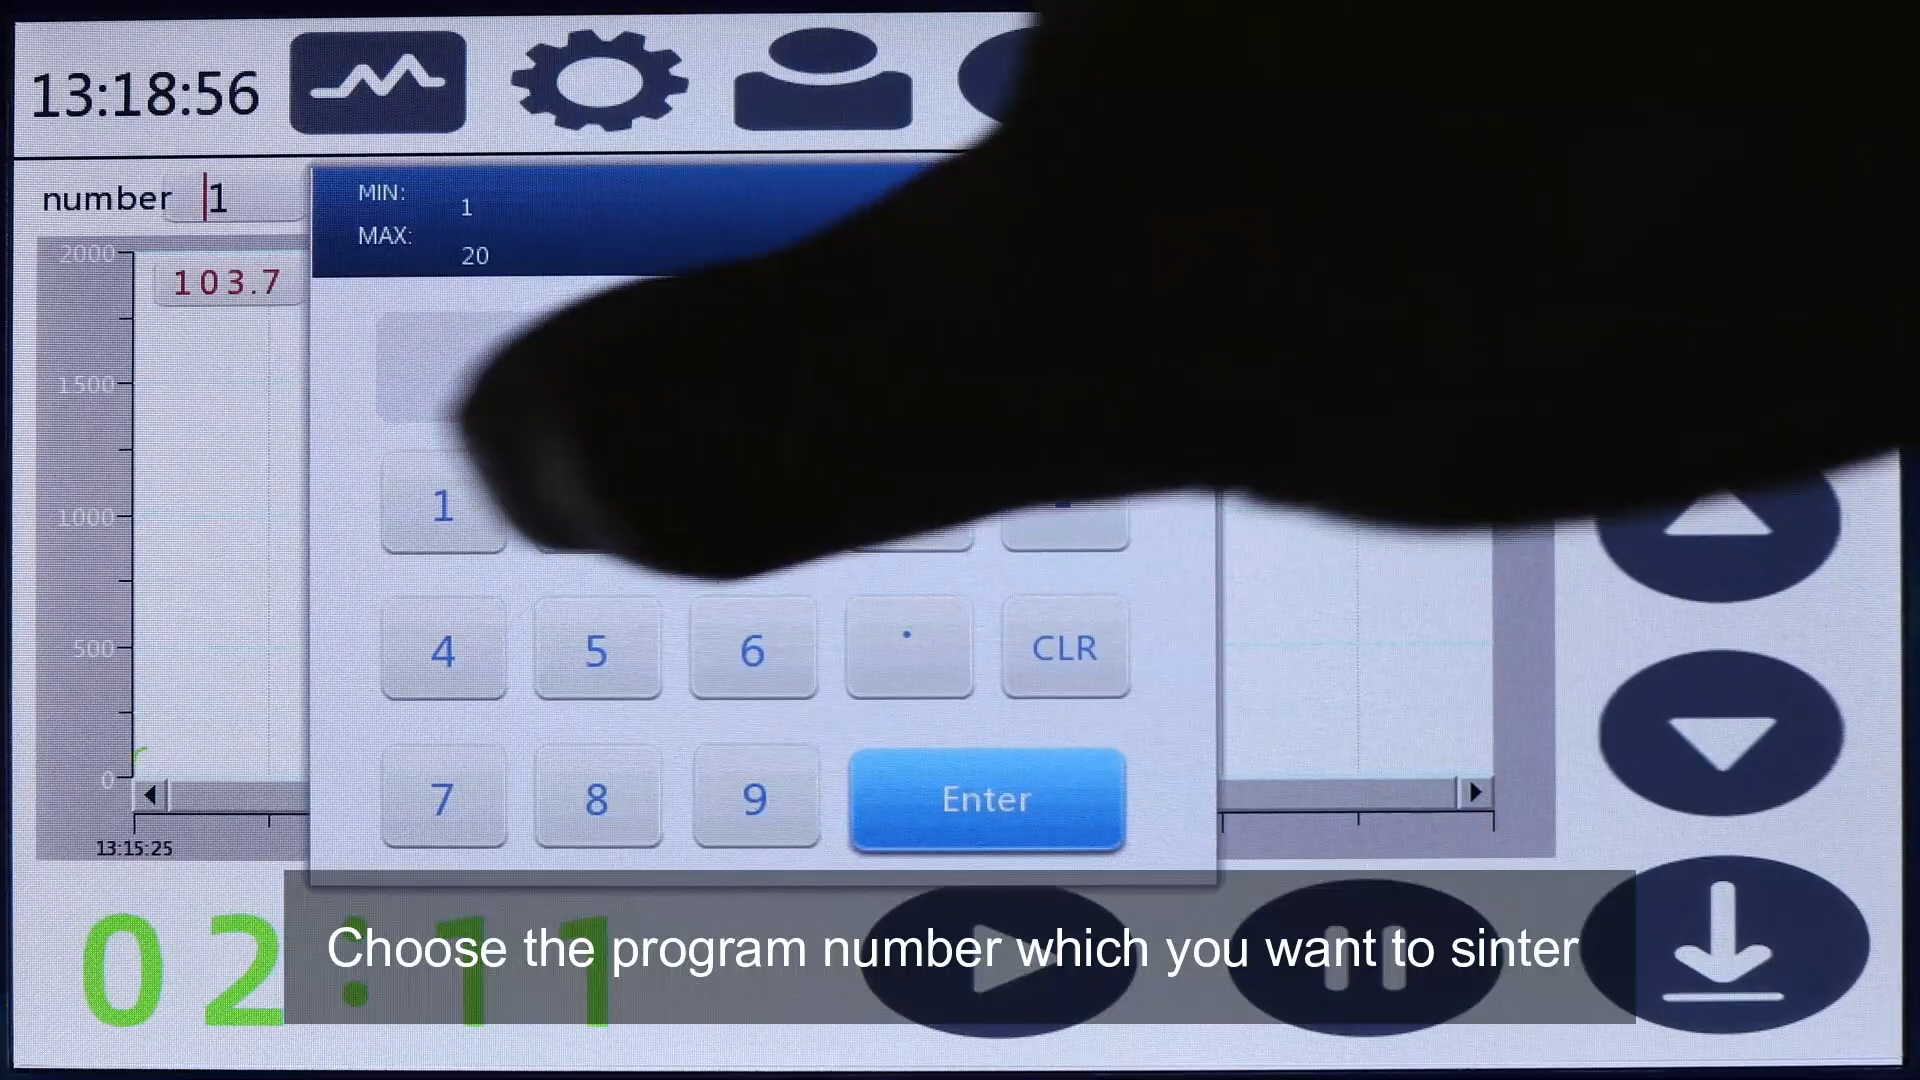 13:18:56
number 1
MIN: 1
MAX: 20
2000
103.7
1500
1000
500
0
13:15:25
1
4 5 6 . CLR
7 8 9 Enter
02:11
Choose the program number which you want to sinter